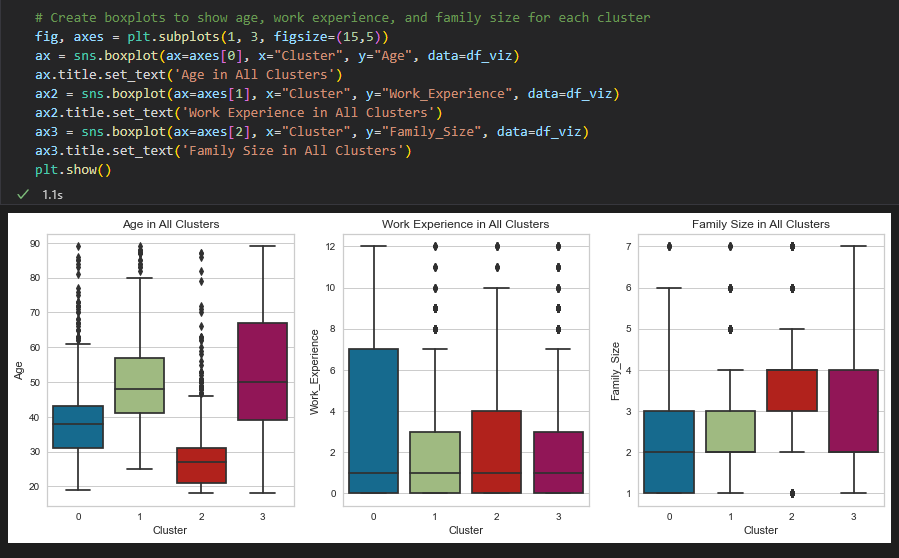 # Create boxplots to show age, work experience, and family size for each cluster
fig, axes = plt.subplots(1, 3, figsize=(15,5))
ax = sns.boxplot(ax=axes[0], x="Cluster", y="Age", data=df_viz)
ax.title.set_text('Age in All Clusters')
ax2 = sns.boxplot(ax=axes[1], x="Cluster", y="Work_Experience", data=df_viz)
ax2.title.set_text('Work Experience in All Clusters')
ax3 = sns.boxplot(ax=axes[2], x="Cluster", y="Family_Size", data=df_viz)
ax3.title.set_text('Family Size in All Clusters')
plt.show()
1.1s
Age in All Clusters
90
80
70
60
50
40
30
20
Age
0 1 2 3
Cluster
Work Experience in All Clusters
12
10
8
6
4
2
0
Work_Experience
0 1 2 3
Cluster
Family Size in All Clusters
7
6
5
4
3
2
1
Family_Size
0 1 2 3
Cluster